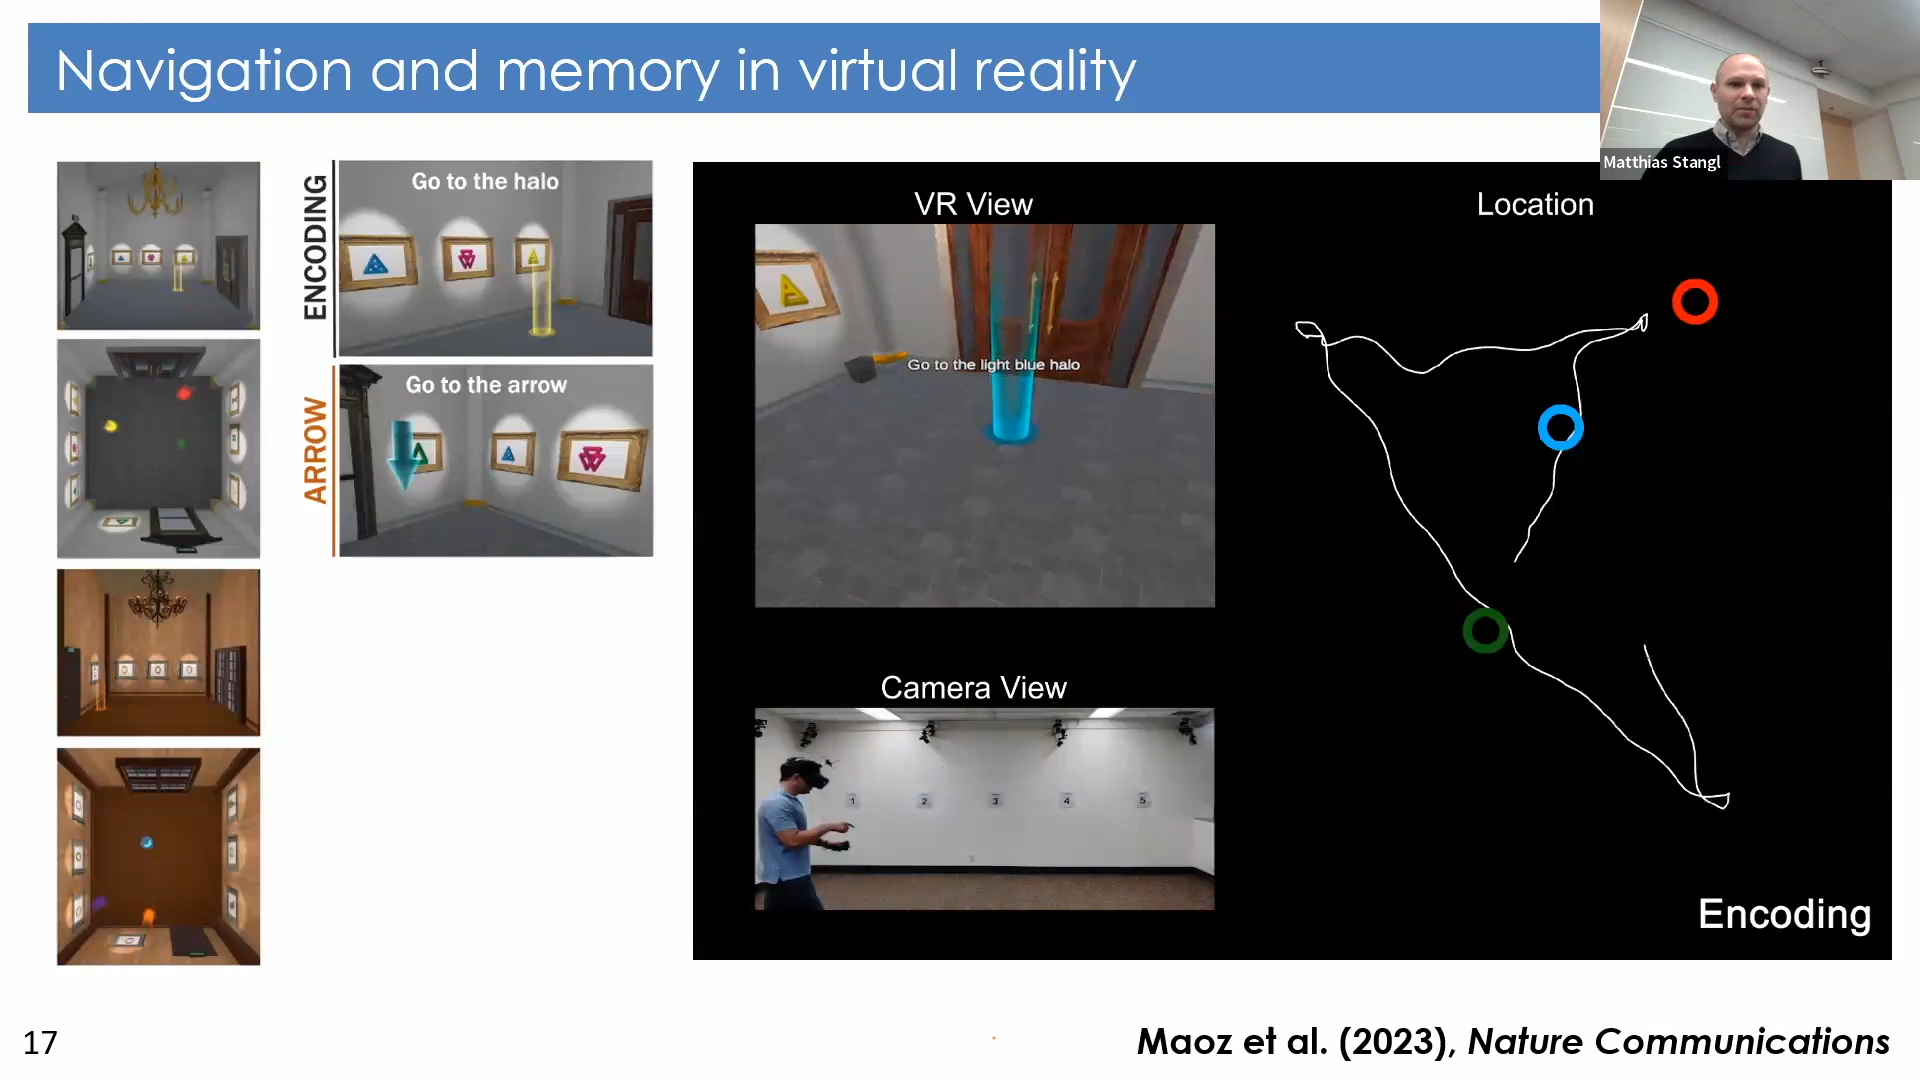 Navigation and memory in virtual reality
Matthias Stangl
ENCODING
Go to the halo
ARROW
Go to the arrow
VR View
Go to the light blue halo
Location
Camera View
1 2 3 4 5
Encoding
17
Maoz et al. (2023), Nature Communications